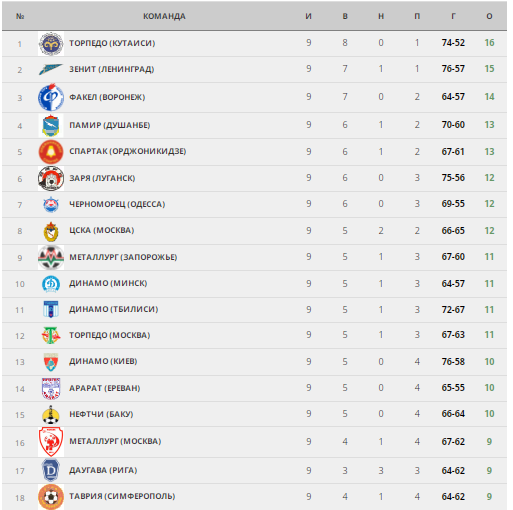 № КОМАНДА И В Н П Г О
1 ТОРПЕДО (КУТАИСИ) 9 8 0 1 74-52 16
2 ЗЕНИТ (ЛЕНИНГРАД) 9 7 1 1 76-57 15
3 ФАКЕЛ (ВОРОНЕЖ) 9 7 0 2 64-57 14
4 ПАМИР (ДУШАНБЕ) 9 6 1 2 70-60 13
5 СПАРТАК (ОРДЖОНИКИДЗЕ) 9 6 1 2 67-61 13
6 ЗАРЯ (ЛУГАНСК) 9 6 0 3 75-56 12
7 ЧЕРНОМОРЕЦ (ОДЕССА) 9 6 0 3 69-55 12
8 ЦСКА (МОСКВА) 9 5 2 2 66-65 12
9 МЕТАЛЛУРГ (ЗАПОРОЖЬЕ) 9 5 1 3 67-60 11
10 ДИНАМО (МИНСК) 9 5 1 3 64-57 11
11 ДИНАМО (ТБИЛИСИ) 9 5 1 3 72-67 11
12 ТОРПЕДО (МОСКВА) 9 5 1 3 67-63 11
13 ДИНАМО (КИЕВ) 9 5 0 4 76-58 10
14 АРАРАТ (ЕРЕВАН) 9 5 0 4 65-55 10
15 НЕФТЧИ (БАКУ) 9 5 0 4 66-64 10
16 МЕТАЛЛУРГ (МОСКВА) 9 4 1 4 67-62 9
17 ДАУГАВА (РИГА) 9 3 3 3 64-62 9
18 ТАВРИЯ (СИМФЕРОПОЛЬ) 9 4 1 4 64-62 9